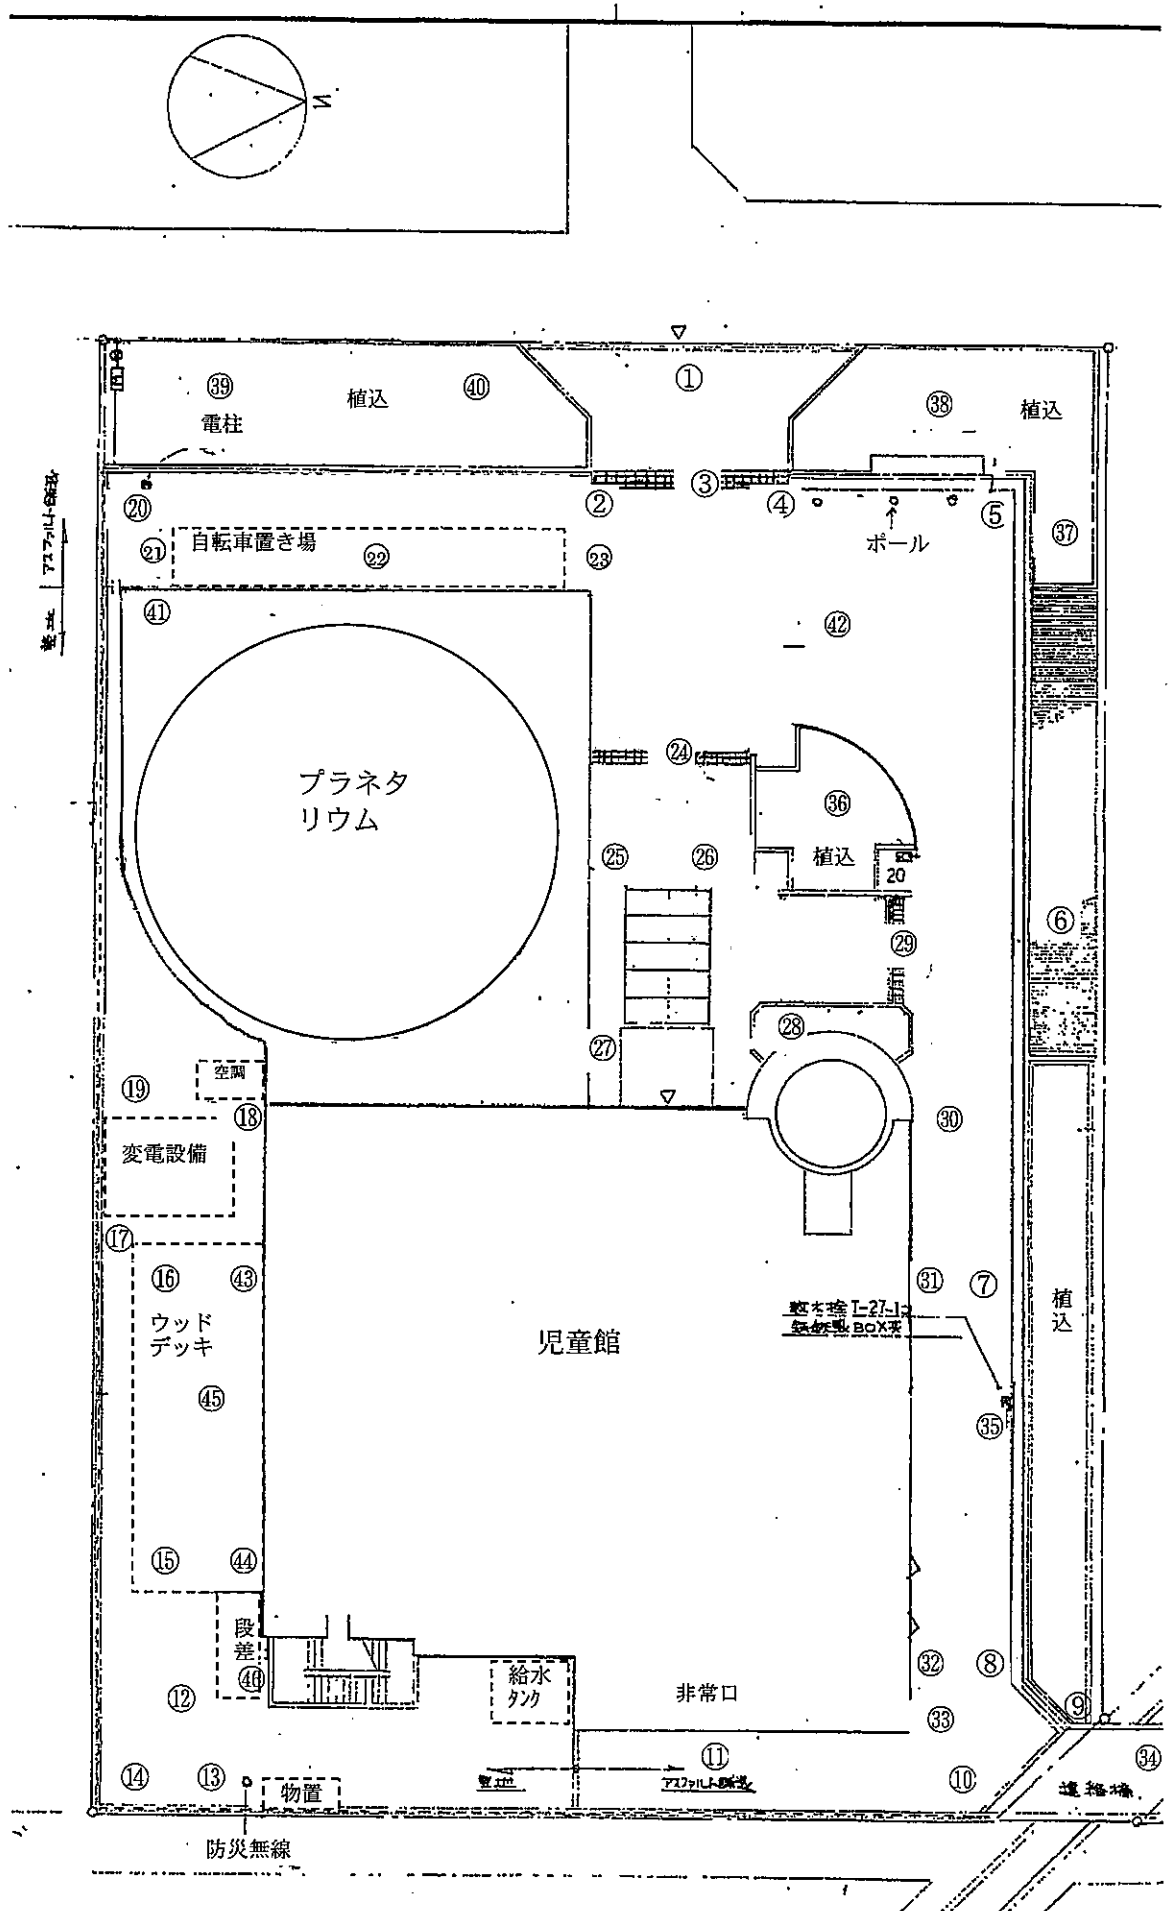 N
①
㊴
植込
㊵
㊳
植込
電柱
②
③
④
⑤
⑳
ポール
㊲
㉑
自転車置き場
㉒
㉓
㊶
㊷
㉔
プラネタ
リウム
㊱
㉕
㉖
植込
20
⑥
㉙
㉘
㉗
空調
⑲
⑱
㉚
変電設備
⑰
⑯
㊸
㉛
⑦
ウッド
デッキ
植込
児童館
㊺
㉟
⑮
㊹
段差
㊻
⑫
給水
タンク
非常口
㉜
⑧
⑨
㉝
㉞
⑭
⑬
⑪
⑩
物置
連絡橋
防災無線